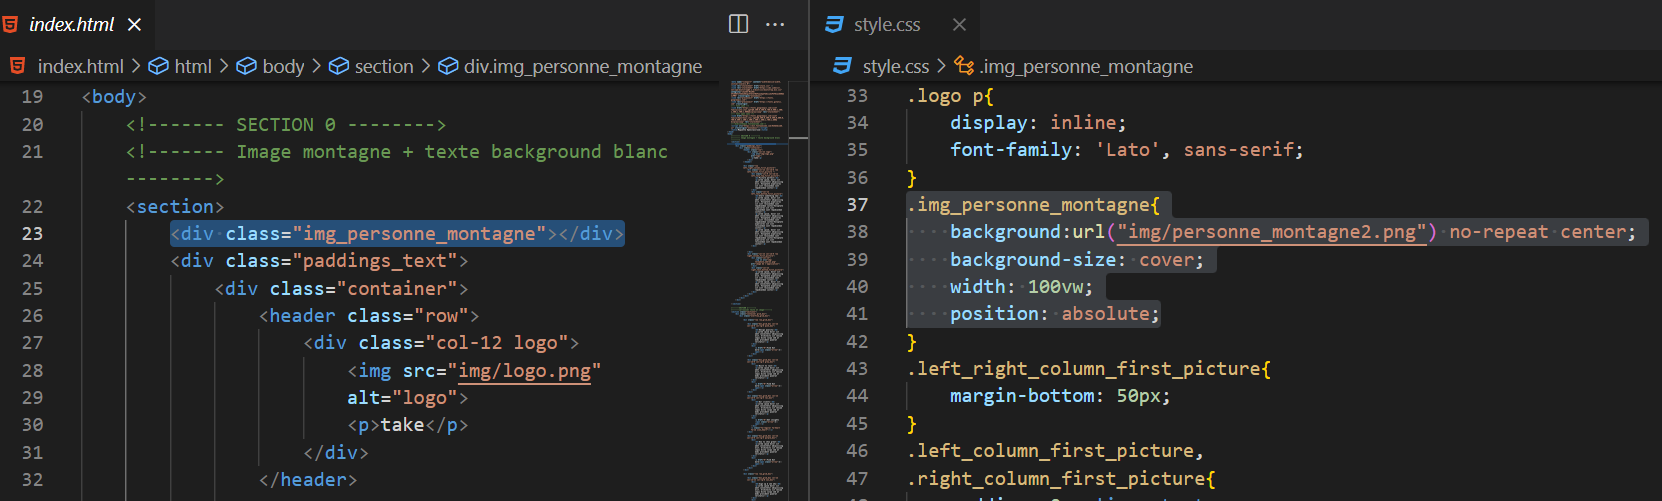 index.html
index.html > html > body > section > div.img_personne_montagne
19 <body>
20 <!------- SECTION 0 -------->
21 <!------- Image montagne + texte background blanc
-------->
22 <section>
23 <div class="img_personne_montagne"></div>
24 <div class="paddings_text">
25 <div class="container">
26 <header class="row">
27 <div class="col-12 logo">
28 <img src="img/logo.png"
29 alt="logo">
30 <p>take</p>
31 </div>
32 </header>
style.css
style.css > .img_personne_montagne
33 .logo p{
34 display: inline;
35 font-family: 'Lato', sans-serif;
36 }
37 .img_personne_montagne{
38 background:url("img/personne_montagne2.png") no-repeat center;
39 background-size: cover;
40 width: 100vw;
41 position: absolute;
42 }
43 .left_right_column_first_picture{
44 margin-bottom: 50px;
45 }
46 .left_column_first_picture,
47 .right_column_first_picture{